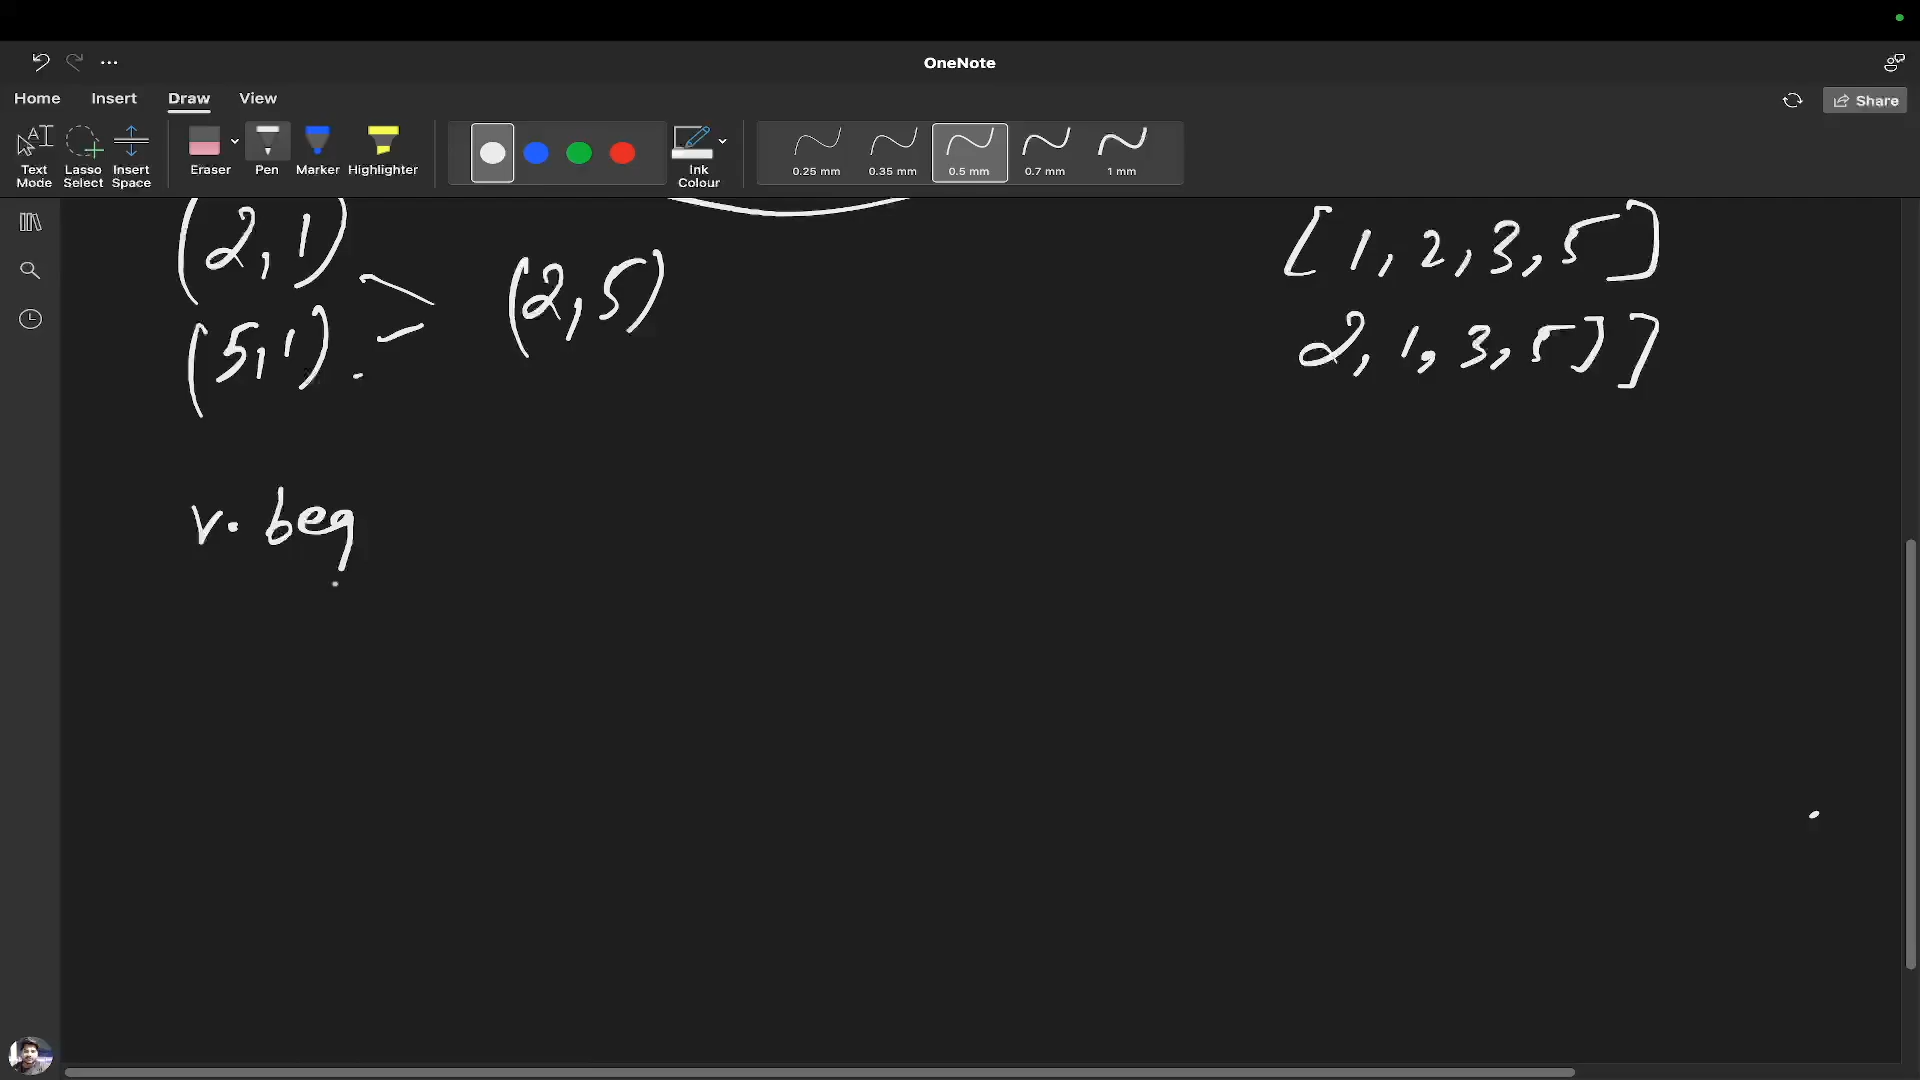 OneNote
Home Insert Draw View
Share
Text Mode
Lasso Select
Insert Space
Eraser
Pen
Marker
Highlighter
Ink Colour
0.25 mm
0.35 mm
0.5 mm
0.7 mm
1 mm
(2, 1)
(5, 1).
(2, 5)
[1, 2, 3, 5]
2, 1, 3, 5]]
v. beg